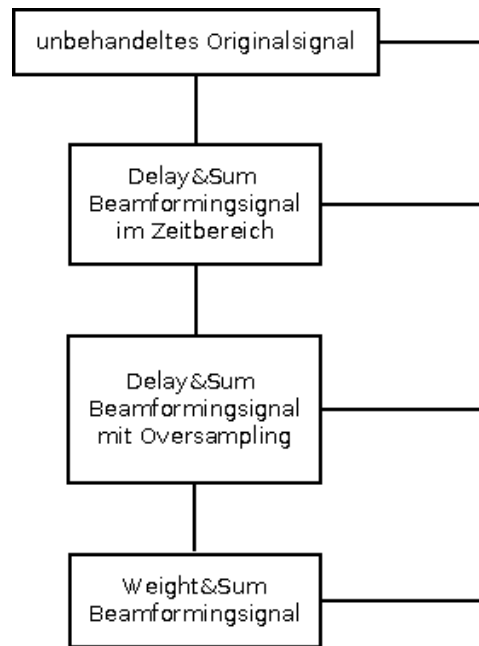 unbehandeltes Originalsignal
Delay&Sum
Beamformingsignal
im Zeitbereich
Delay&Sum
Beamformingsignal
mit Oversampling
Weight&Sum
Beamformingsignal